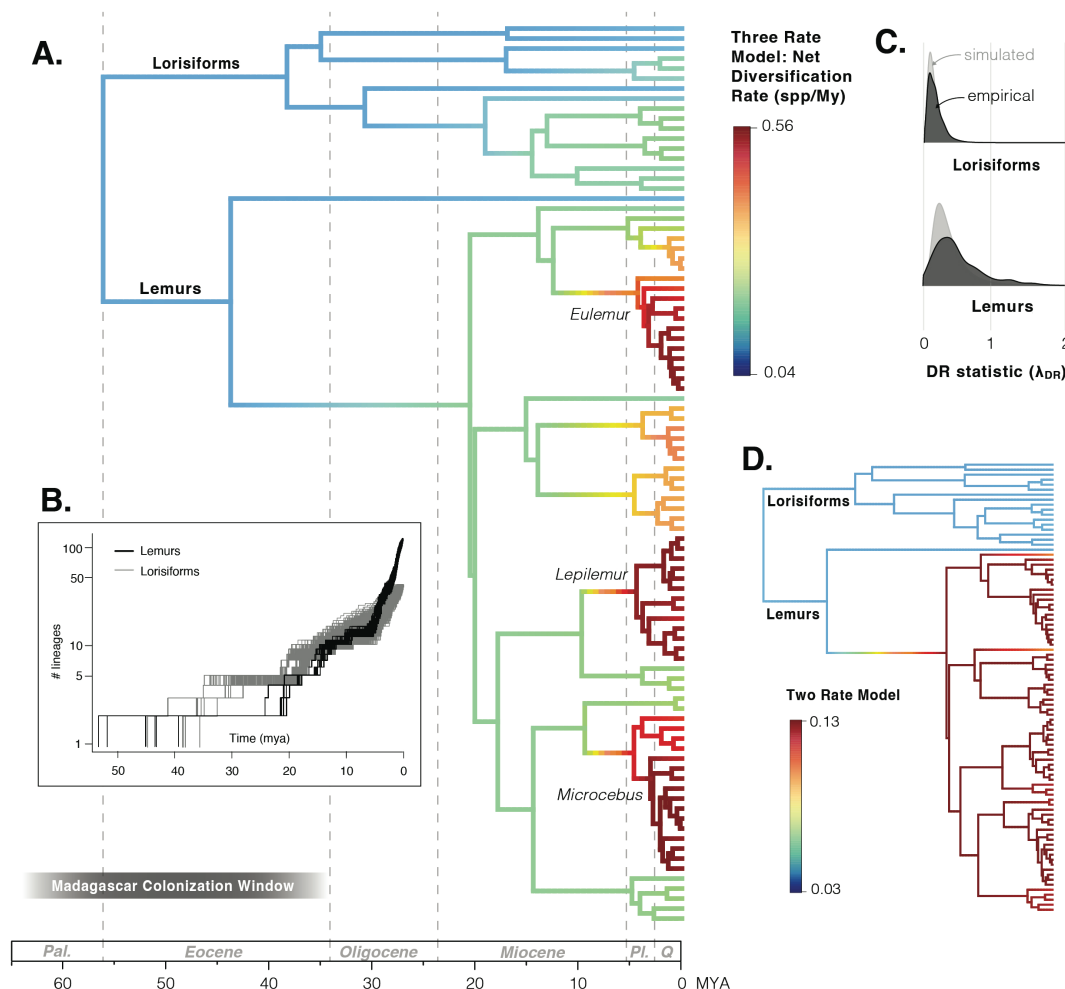 A.
Lorisiforms
Lemurs
Eulemur
Lepilemur
Microcebus
Three Rate
Model: Net
Diversification
Rate (spp/My)
0.56
0.04
C.
simulated
empirical
Lorisiforms
Lemurs
0 1 2
DR statistic (λDR)
B.
100
50
10
5
1
# lineages
Lemurs
Lorisiforms
Time (mya)
50 40 30 20 10 0
D.
Lorisiforms
Lemurs
Two Rate Model
0.13
0.03
Madagascar Colonization Window
Pal. Eocene Oligocene Miocene Pl. Q
60 50 40 30 20 10 0 MYA